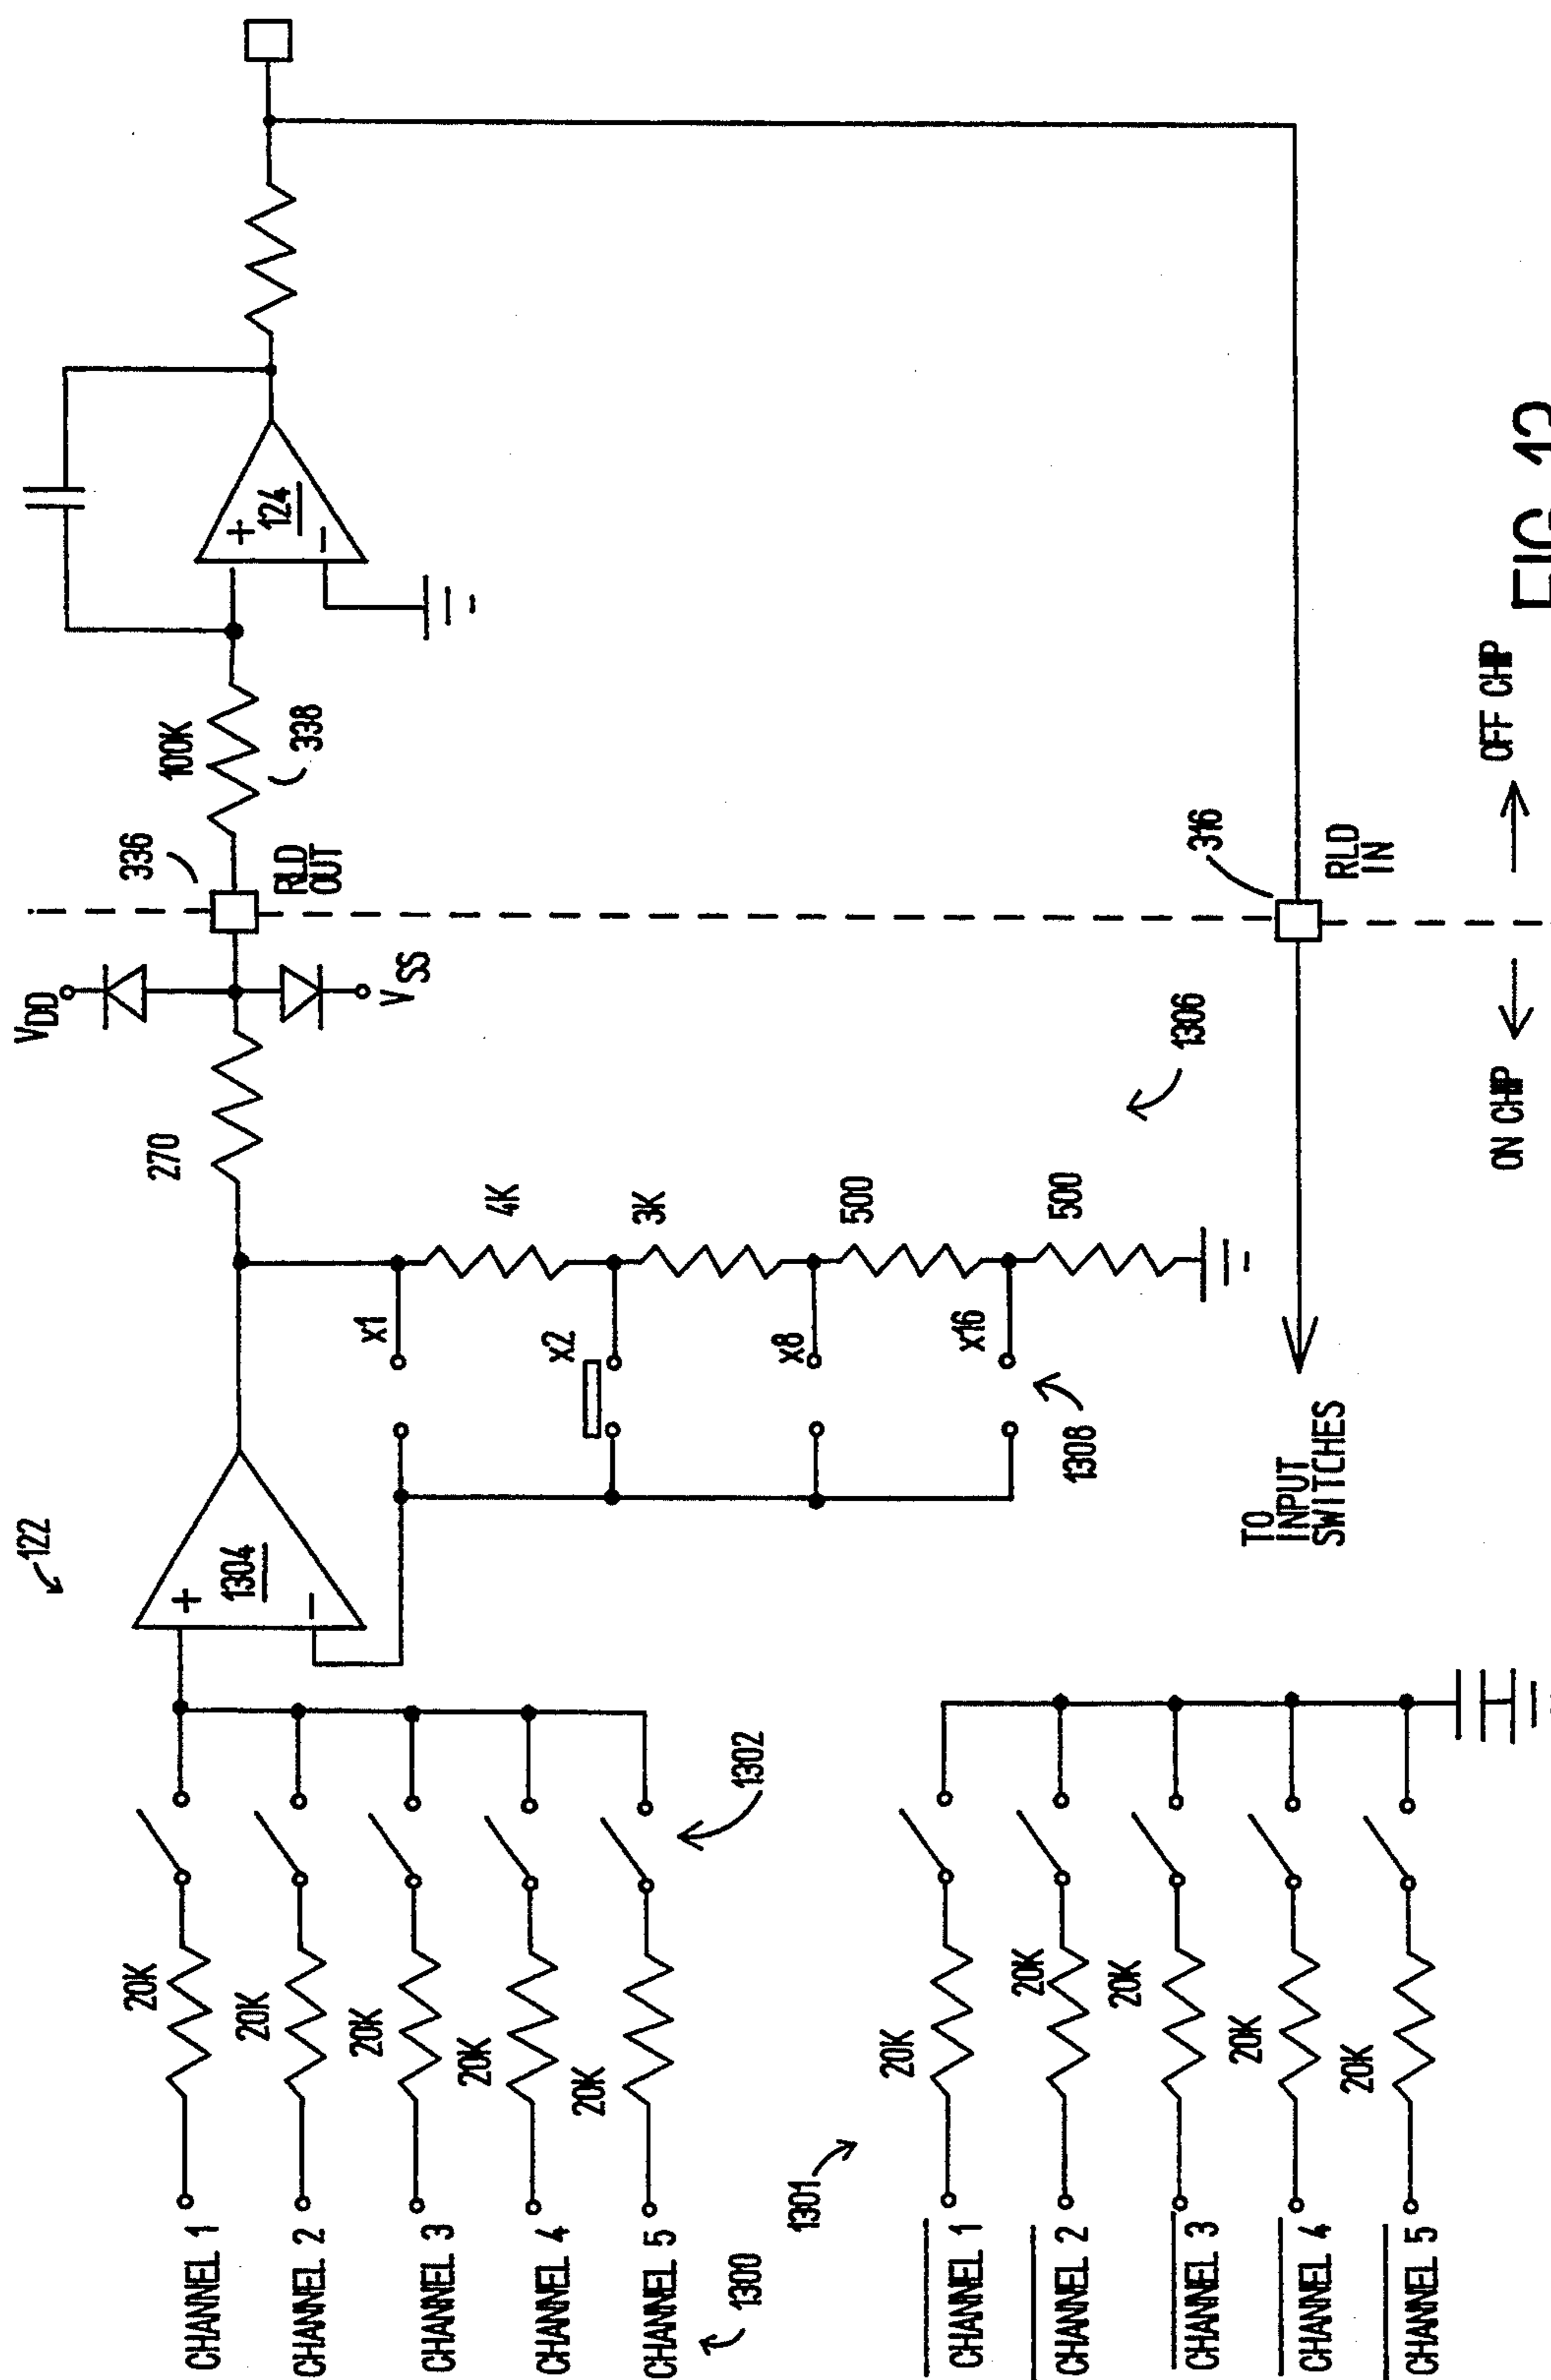 122
1304
+
-
270
VDD
VSS
336
RLD
OUT
100K
338
+
124
-
x1
x2
x8
x16
4K
3K
500
500
1308
1306
316
RLD
IN
TO
INPUT
SWITCHES
ON CHIP
OFF CHIP
CHANNEL 1
20K
CHANNEL 2
20K
CHANNEL 3
20K
CHANNEL 4
20K
CHANNEL 5
20K
1302
1300
1301
CHANNEL 1
20K
CHANNEL 2
20K
CHANNEL 3
20K
CHANNEL 4
20K
CHANNEL 5
20K
FIG.